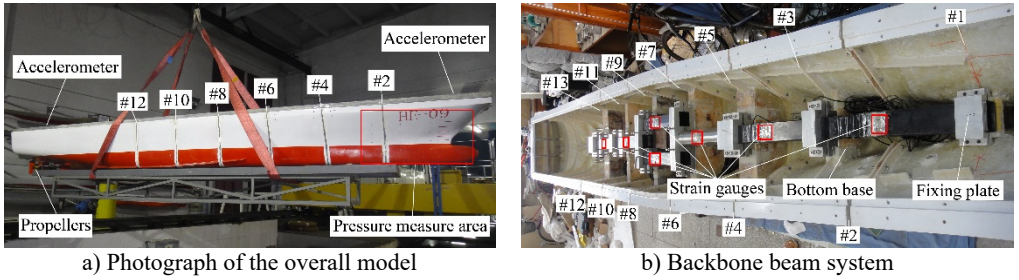 Accelerometer
Accelerometer
#12
#10
#8
#6
#4
#2
Propellers
Pressure measure area
a) Photograph of the overall model
#13
#11
#9
#7
#5
#3
#1
Strain gauges
Bottom base
Fixing plate
#12
#10
#8
#6
#4
#2
b) Backbone beam system